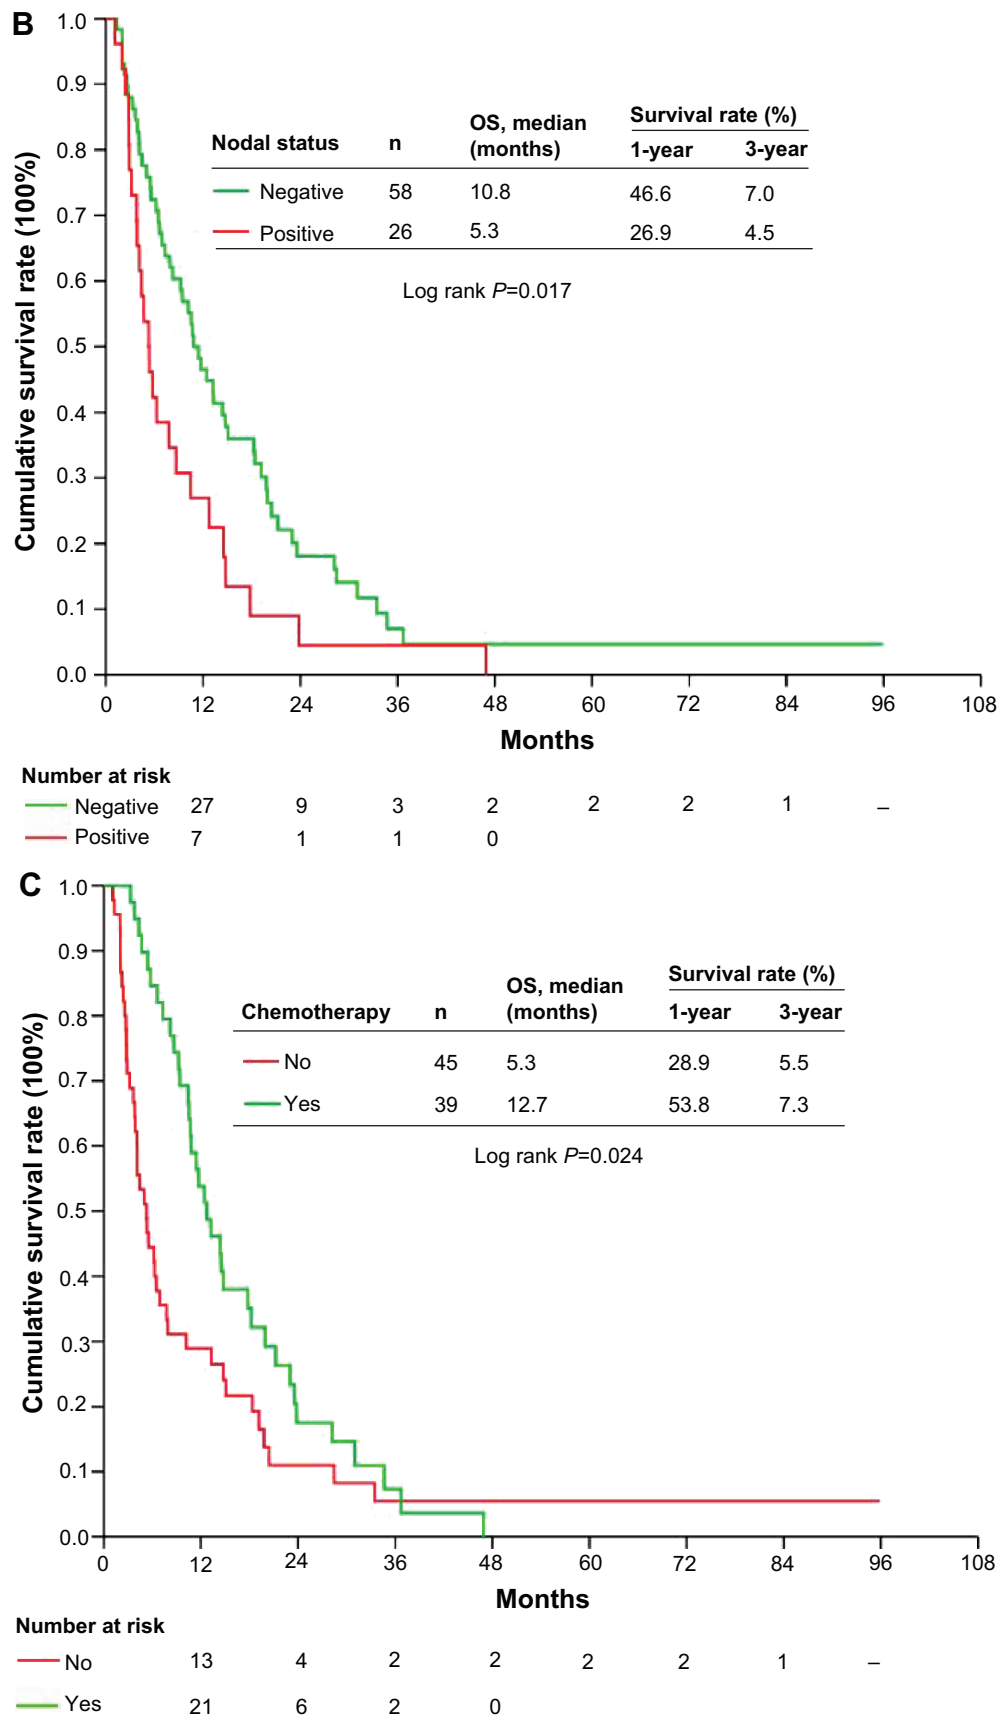 B
Cumulative survival rate (100%)
1.0
0.9
0.8
0.7
0.6
0.5
0.4
0.3
0.2
0.1
0.0
Nodal status n OS, median (months) Survival rate (%) 1-year 3-year
Negative 58 10.8 46.6 7.0
Positive 26 5.3 26.9 4.5
Log rank P=0.017
0 12 24 36 48 60 72 84 96 108
Months
Number at risk
Negative 27 9 3 2 2 2 1 –
Positive 7 1 1 0
C
Cumulative survival rate (100%)
1.0
0.9
0.8
0.7
0.6
0.5
0.4
0.3
0.2
0.1
0.0
Chemotherapy n OS, median (months) Survival rate (%) 1-year 3-year
No 45 5.3 28.9 5.5
Yes 39 12.7 53.8 7.3
Log rank P=0.024
0 12 24 36 48 60 72 84 96 108
Months
Number at risk
No 13 4 2 2 2 2 1 –
Yes 21 6 2 0